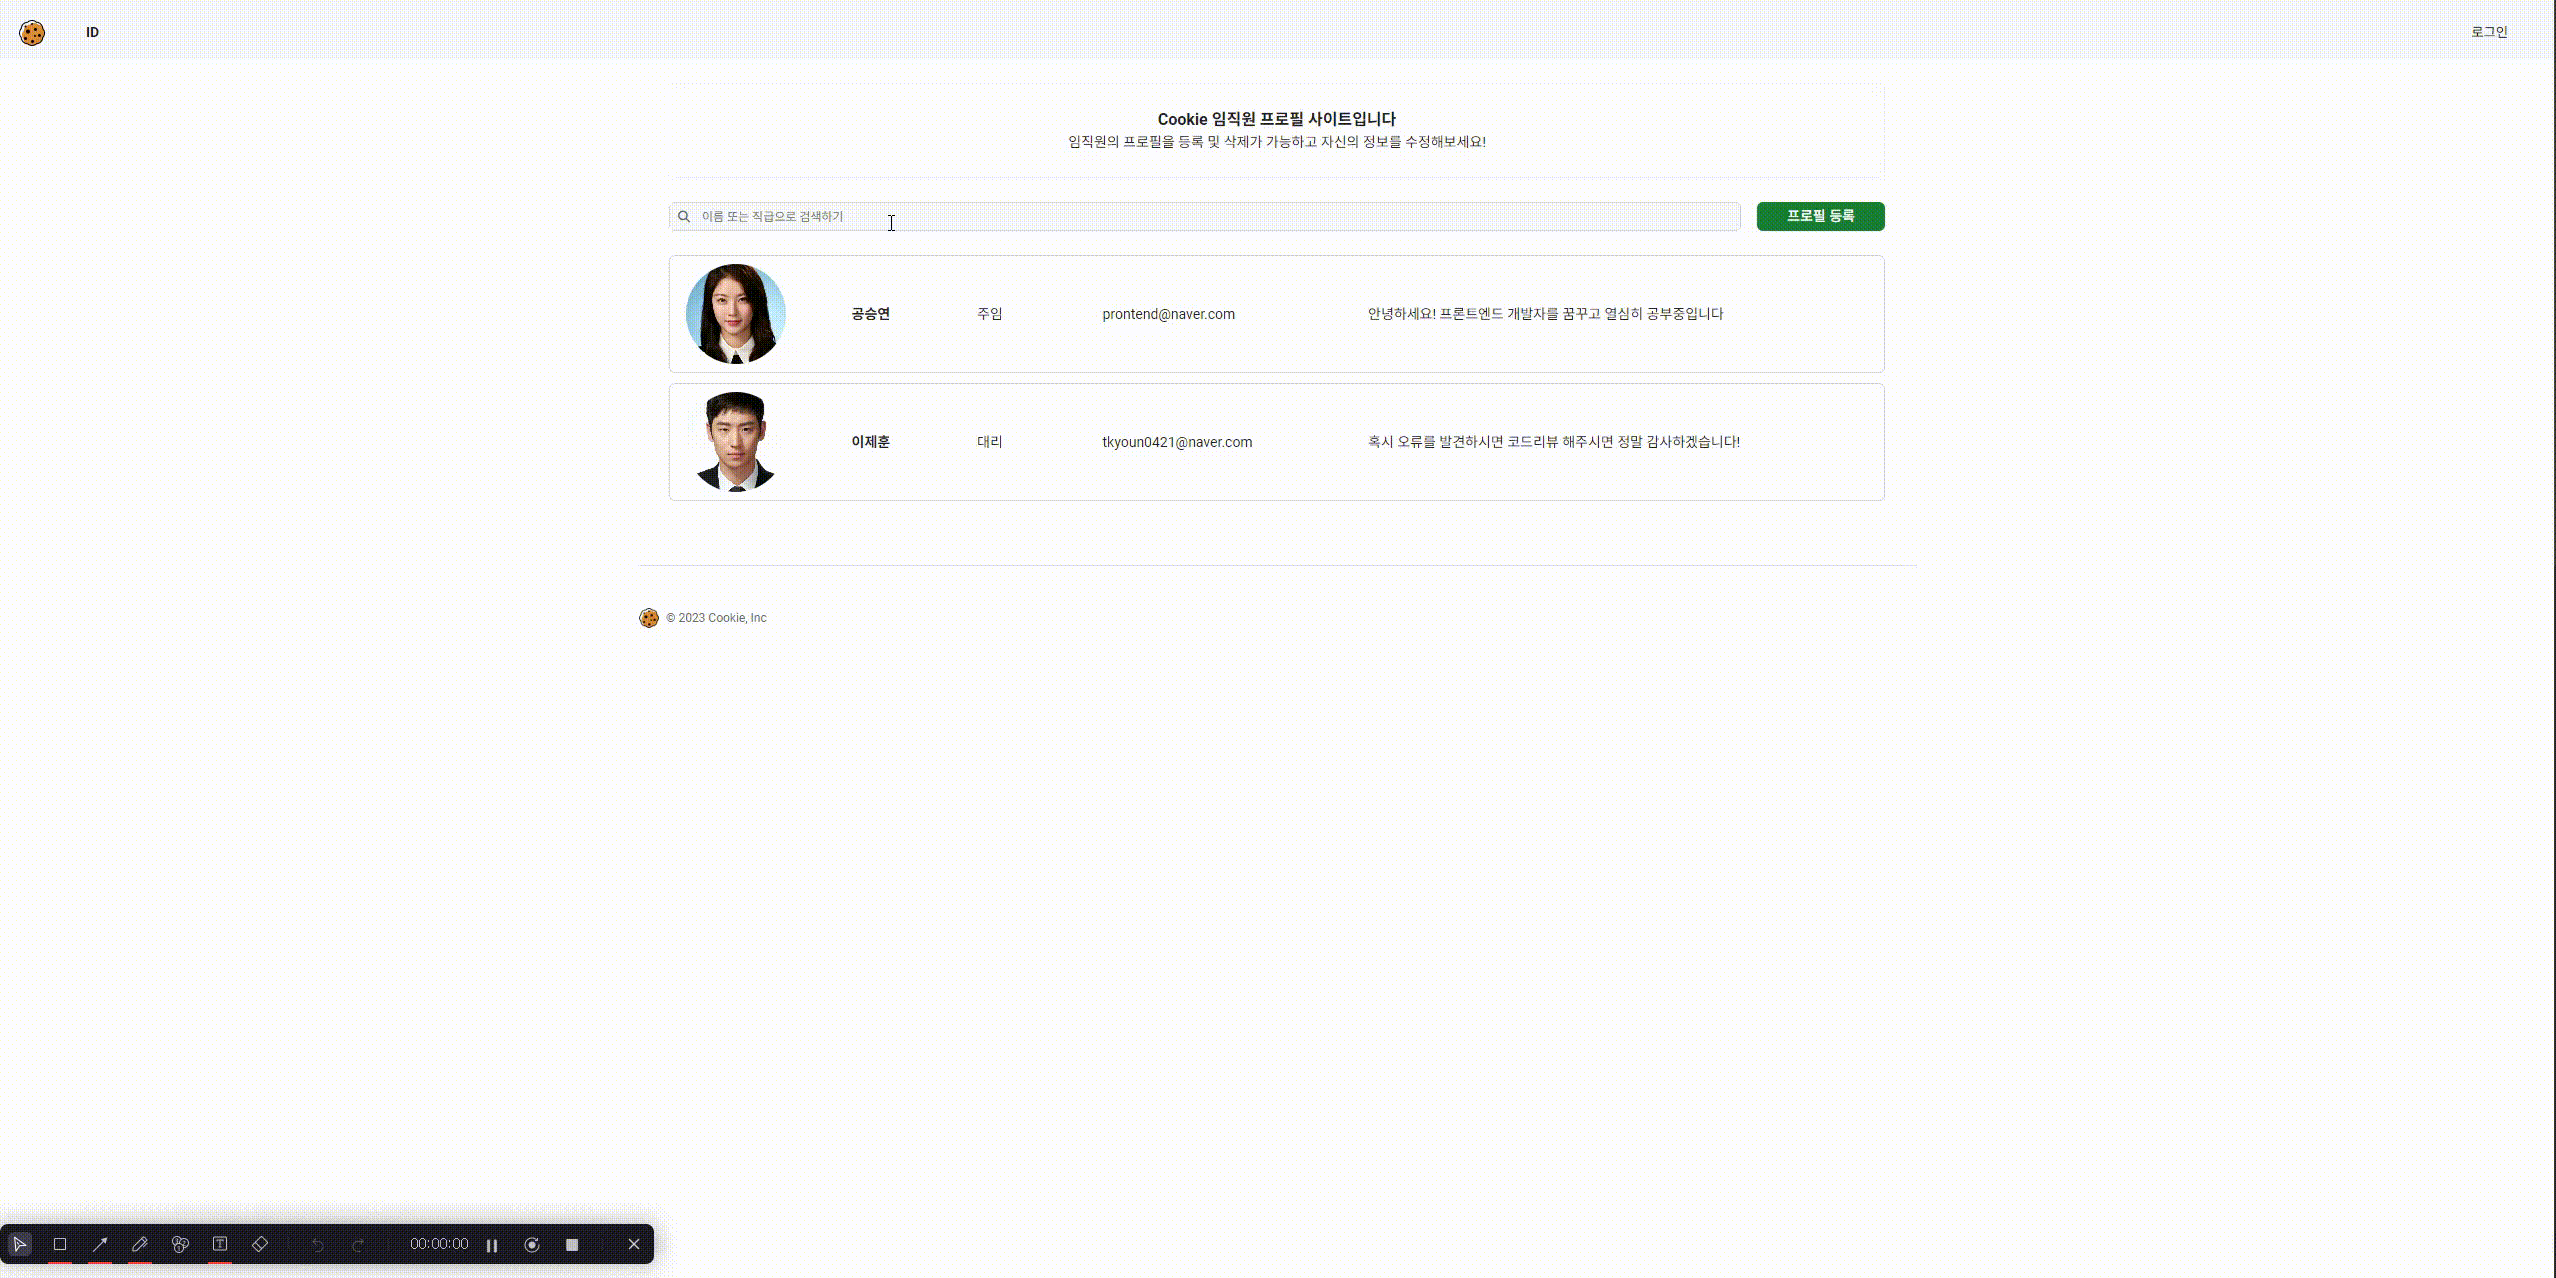 ID
로그인
Cookie 임직원 프로필 사이트입니다
임직원의 프로필을 등록 및 삭제가 가능하고 자신의 정보를 수정해보세요!
이름 또는 직급으로 검색하기
프로필 등록
공승연 주임 prontend@naver.com 안녕하세요! 프론트엔드 개발자를 꿈꾸고 열심히 공부중입니다
이제훈 대리 tkyoun0421@naver.com 혹시 오류를 발견하시면 코드리뷰 해주시면 정말 감사하겠습니다!
© 2023 Cookie, Inc
00:00:00